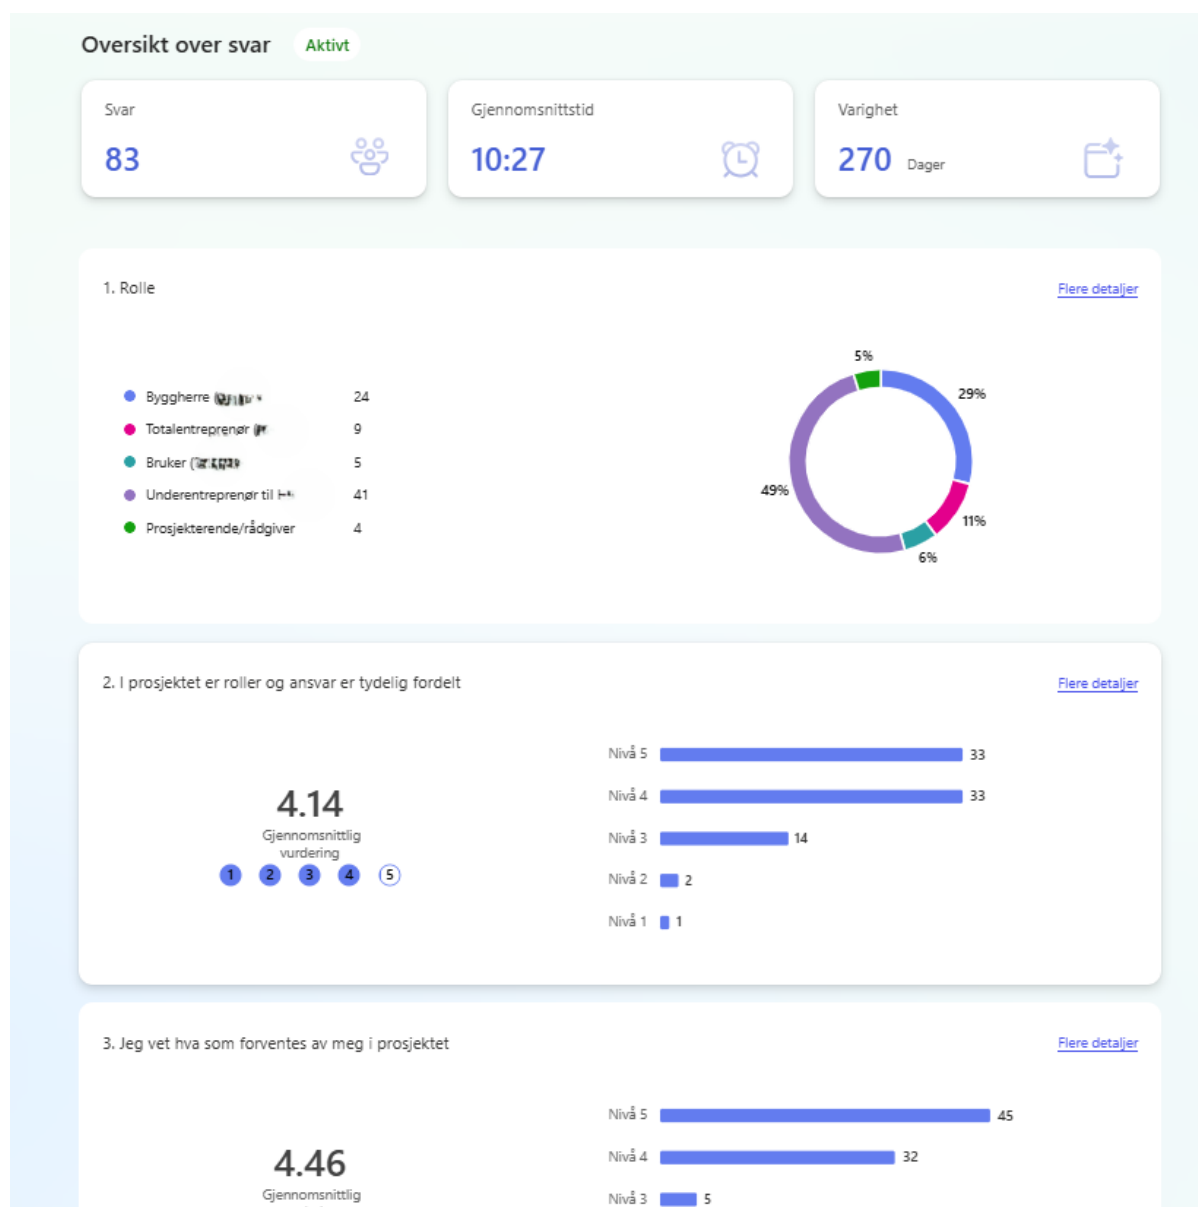 Oversikt over svar Aktivt
Svar
83
Gjennomsnittstid
10:27
Varighet
270 Dager
1. Rolle
Flere detaljer
Byggherre 24
Totalentreprenør 9
Bruker 5
Underentreprenør til 41
Prosjekterende/rådgiver 4
5%
29%
49%
11%
6%
2. I prosjektet er roller og ansvar er tydelig fordelt
Flere detaljer
4.14
Gjennomsnittlig
vurdering
1 2 3 4 5
Nivå 5 33
Nivå 4 33
Nivå 3 14
Nivå 2 2
Nivå 1 1
3. Jeg vet hva som forventes av meg i prosjektet
Flere detaljer
4.46
Gjennomsnittlig
Nivå 5 45
Nivå 4 32
Nivå 3 5